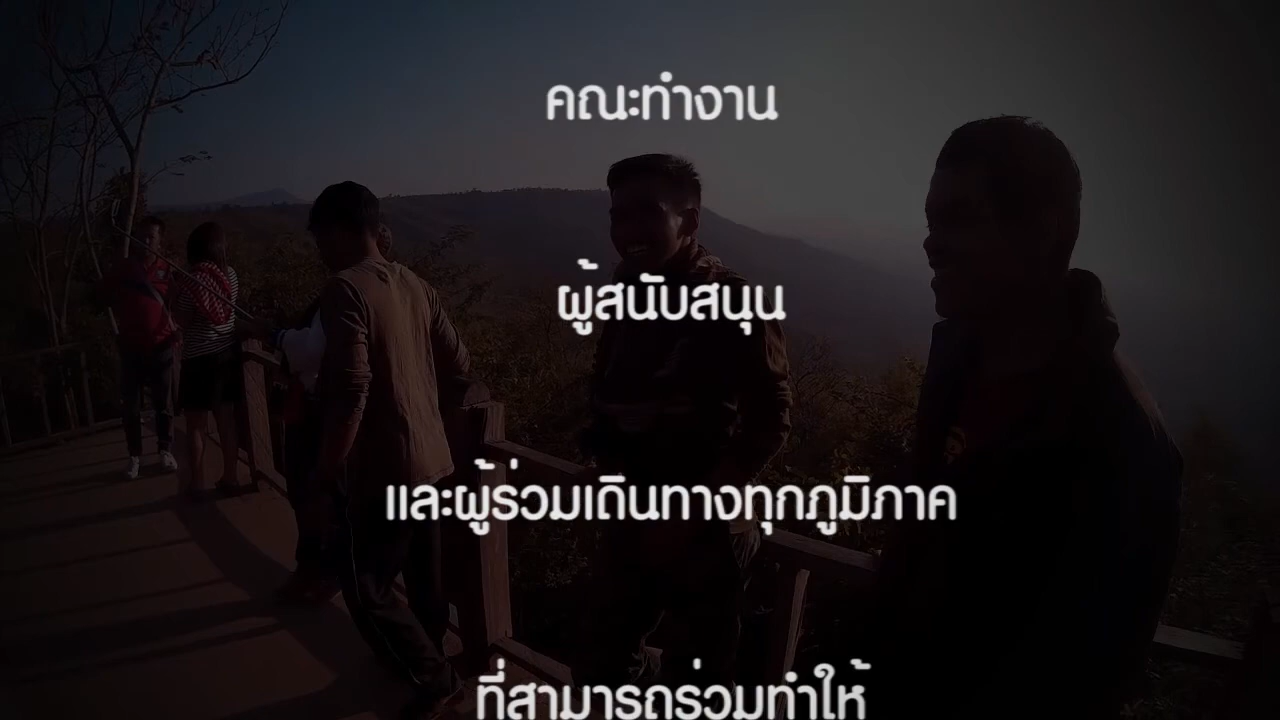 คณะทำงาน
ผู้สนับสนุน
และผู้ร่วมเดินทางทุกภูมิภาค
ที่สามารถร่วมทำให้